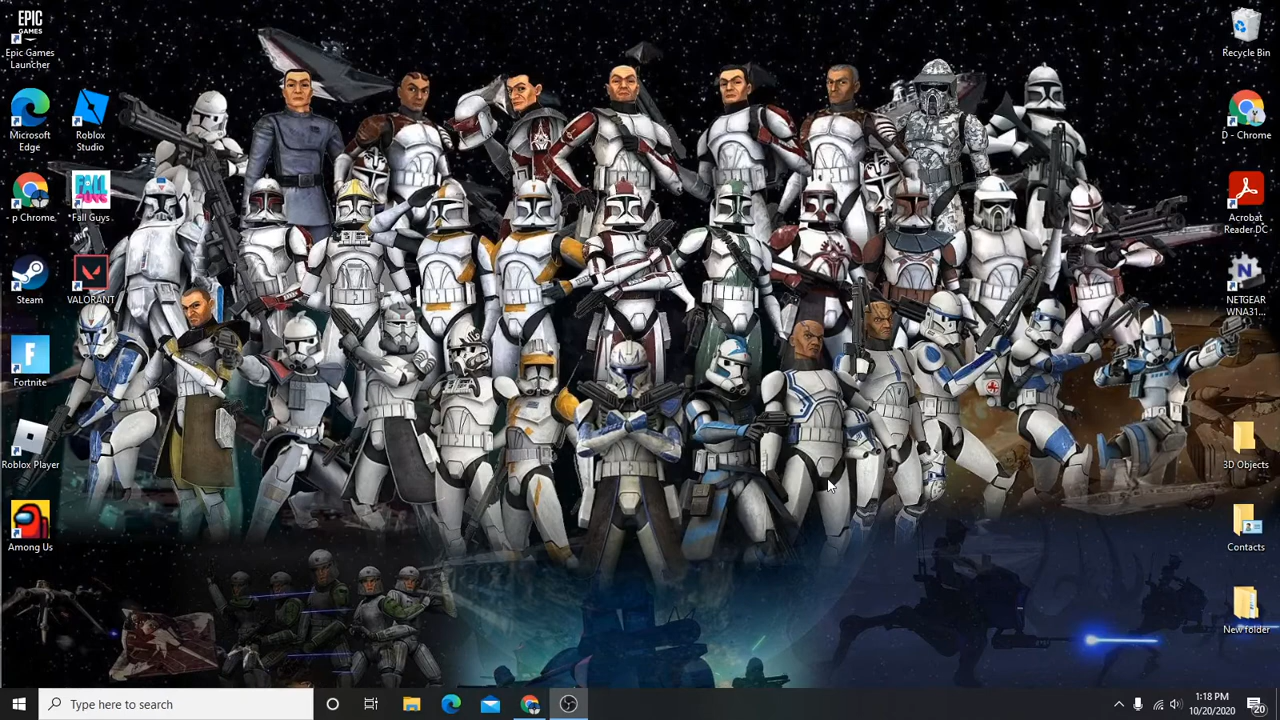 EPIC
GAMES
Epic Games
Launcher
Microsoft
Edge
Roblox
Studio
p Chrome
FALL
Fall Guys
Steam
VALORANT
F
Fortnite
Roblox Player
Among Us
Recycle Bin
D - Chrome
Acrobat
Reader DC
N
NETGEAR
WNA31...
3D Objects
Contacts
New folder
Type here to search
1:18 PM
10/20/2020
20